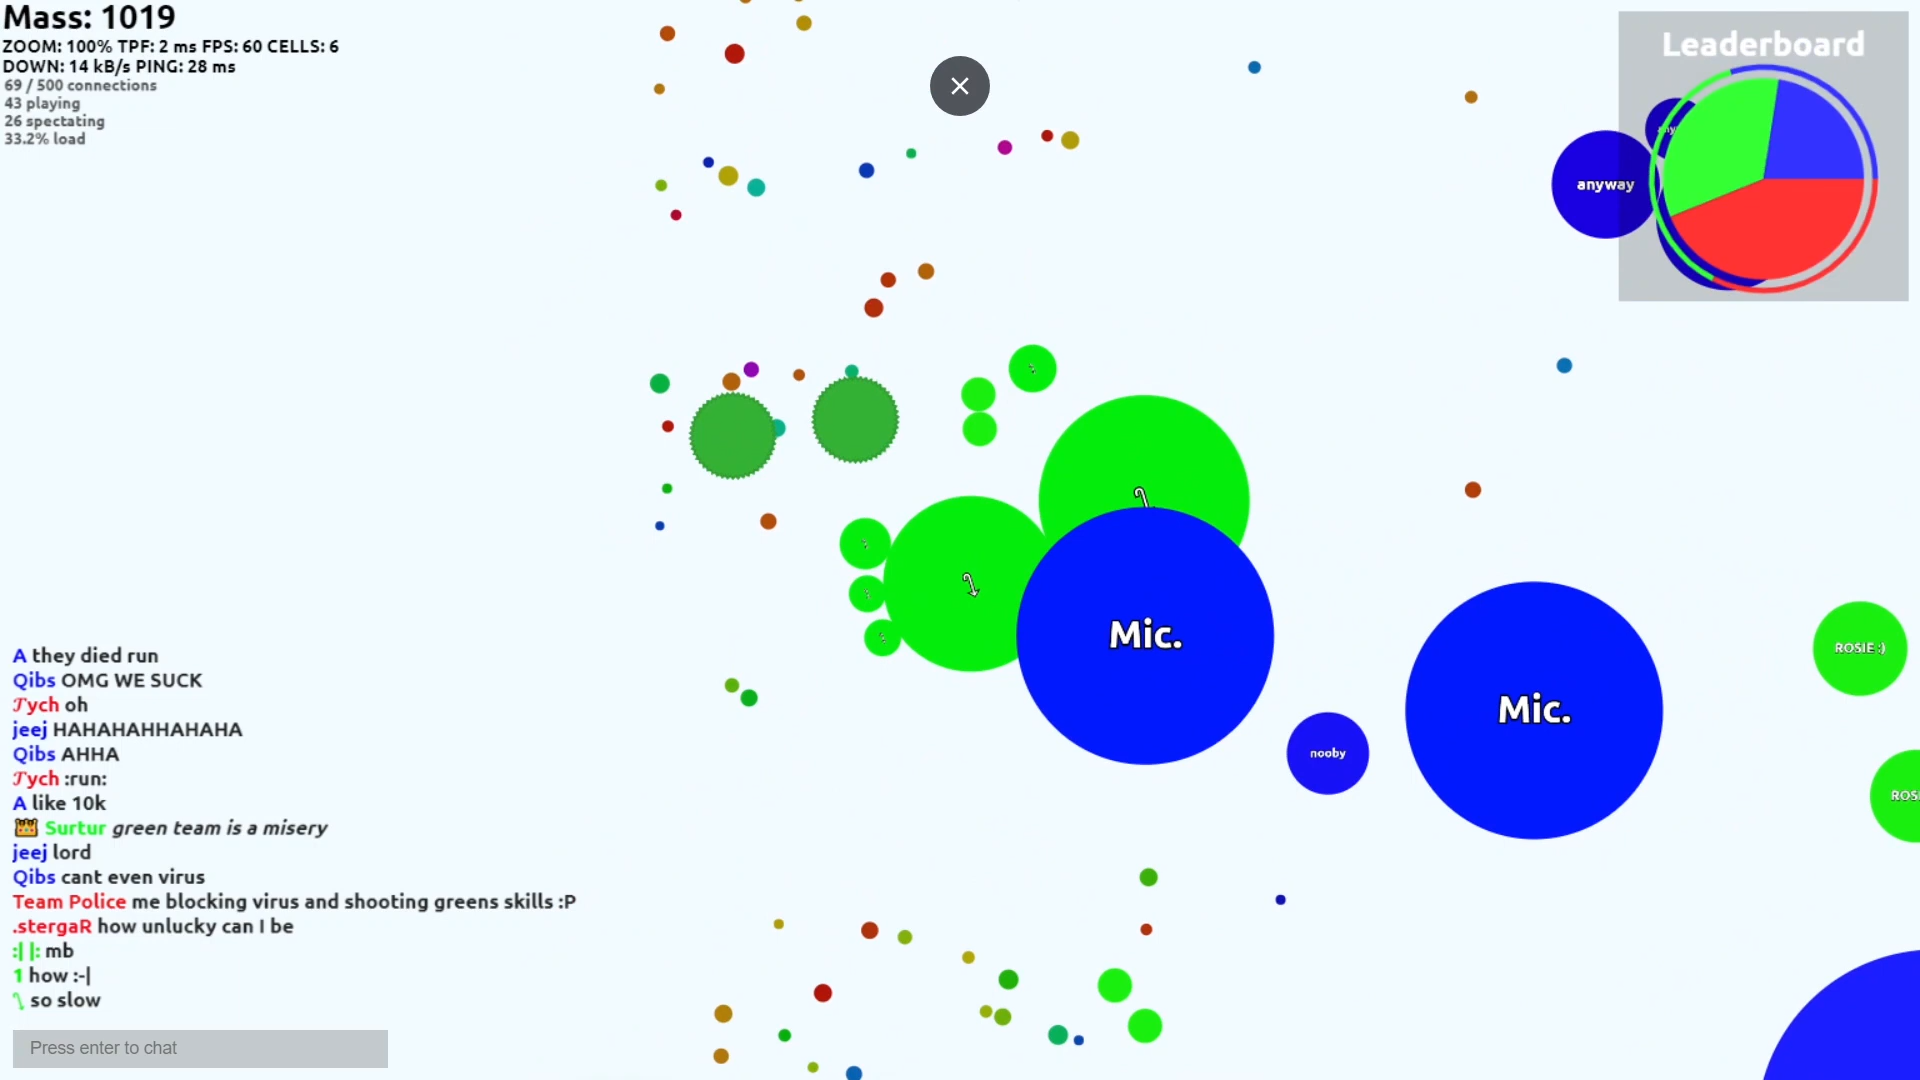 Mass: 1019
ZOOM: 100% TPF: 2 ms FPS: 60 CELLS: 6
DOWN: 14 kB/s PING: 28 ms
69 / 500 connections
43 playing
26 spectating
33.2% load
Leaderboard
any
anyway
Mic.
Mic.
nooby
ROSIE :)
ROSI
A they died run
Qibs OMG WE SUCK
𝒯ych oh
jeej HAHAHAHHAHAHA
Qibs AHHA
𝒯ych :run:
A like 10k
Surtur green team is a misery
jeej lord
Qibs cant even virus
Team Police me blocking virus and shooting greens skills :P
.stergaR how unlucky can I be
:| |: mb
1 how :-|
so slow
Press enter to chat